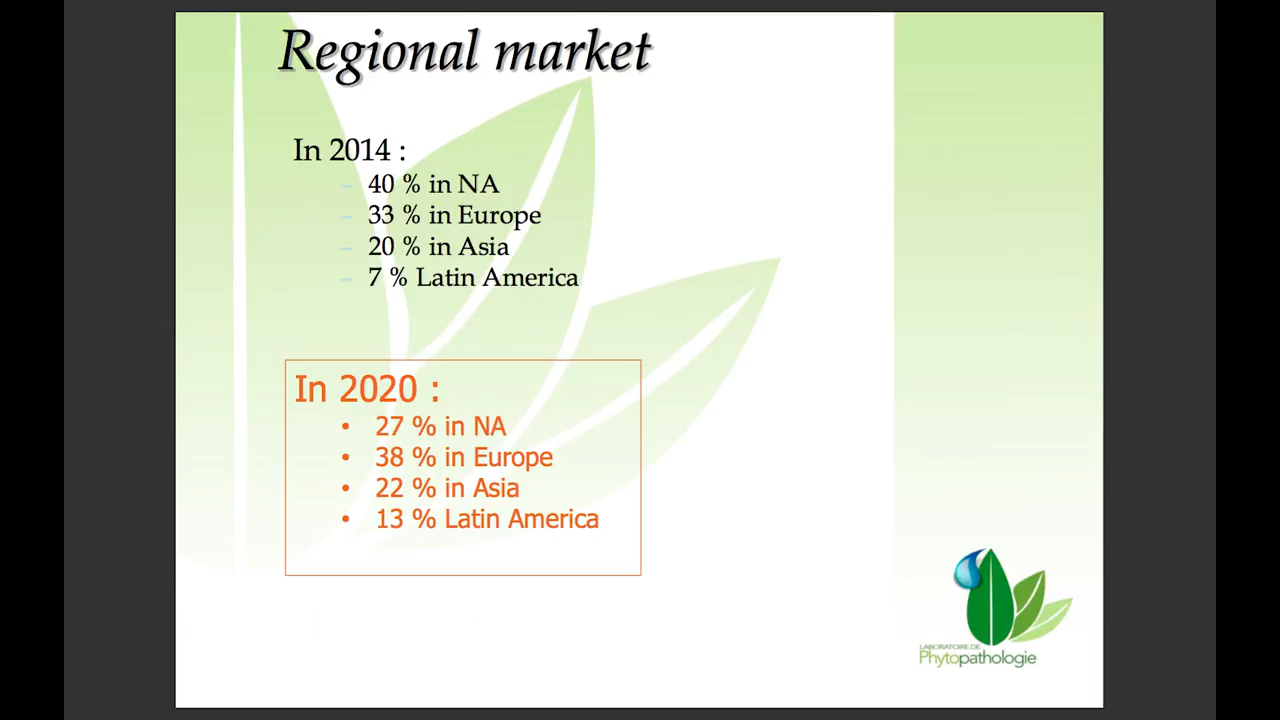 Regional market
In 2014 :
– 40 % in NA
– 33 % in Europe
– 20 % in Asia
– 7 % Latin America
In 2020 :
• 27 % in NA
• 38 % in Europe
• 22 % in Asia
• 13 % Latin America
LABORATOIRE DE
Phytopathologie